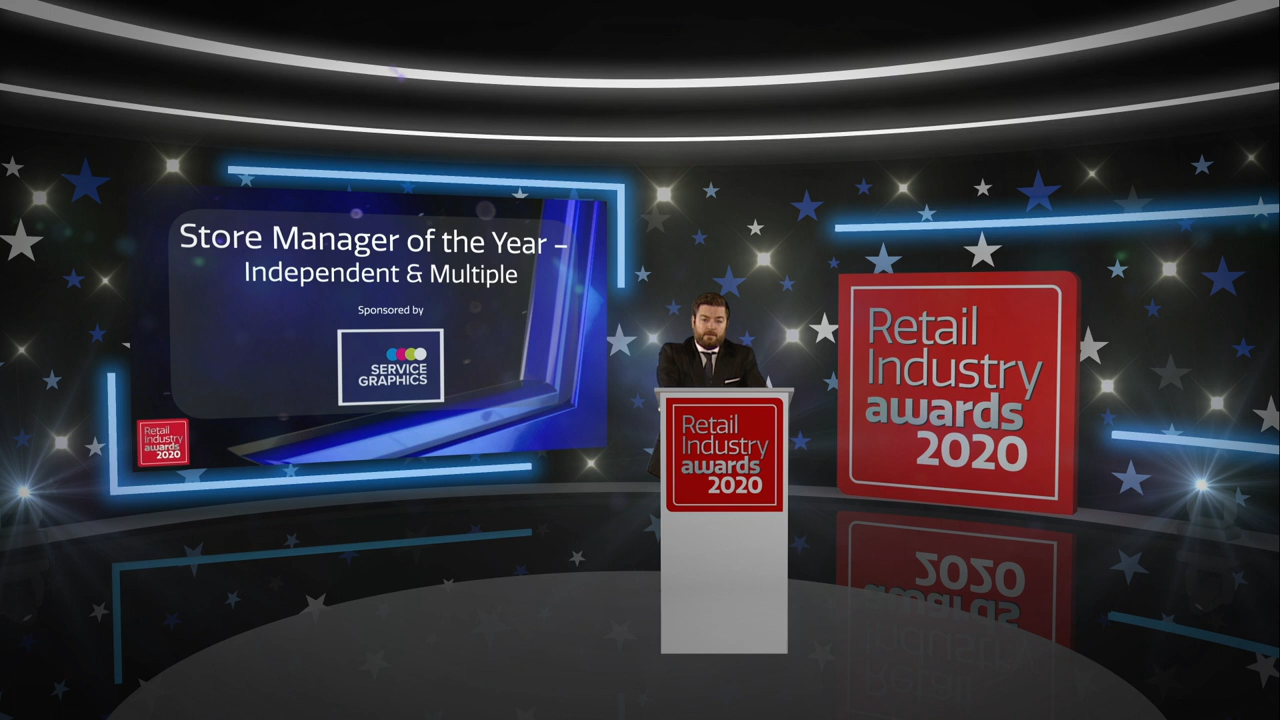 Store Manager of the Year –
Independent & Multiple
Sponsored by
SERVICE
GRAPHICS
Retail
Industry
awards
2020
Retail
Industry
awards
2020
Retail
Industry
awards
2020